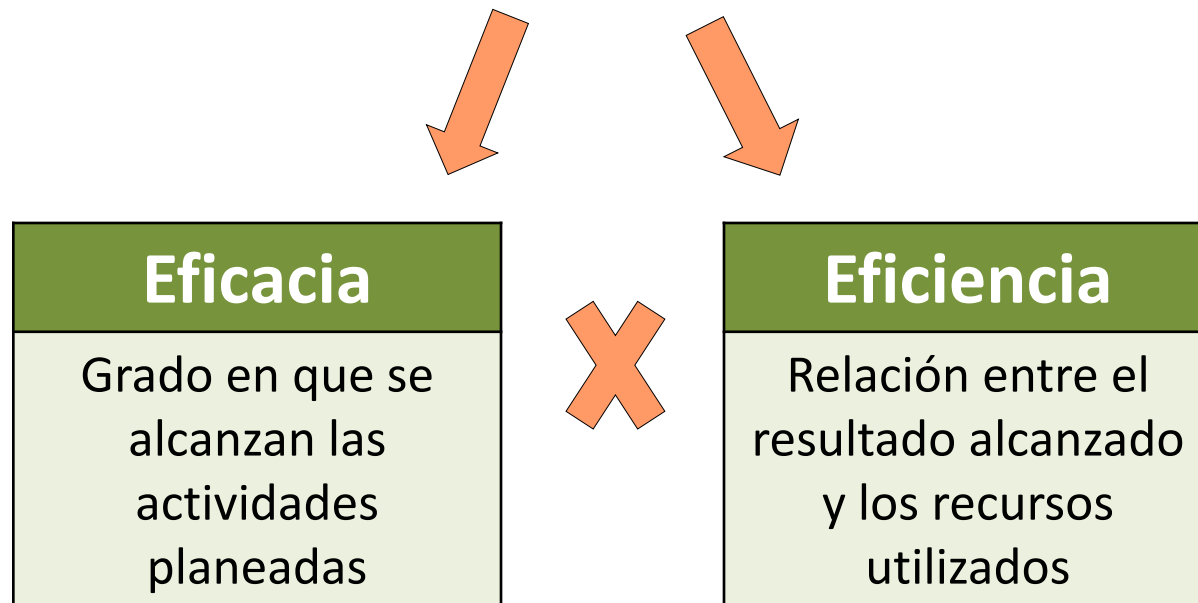 Eficacia
Grado en que se
alcanzan las
actividades
planeadas
Eficiencia
Relación entre el
resultado alcanzado
y los recursos
utilizados